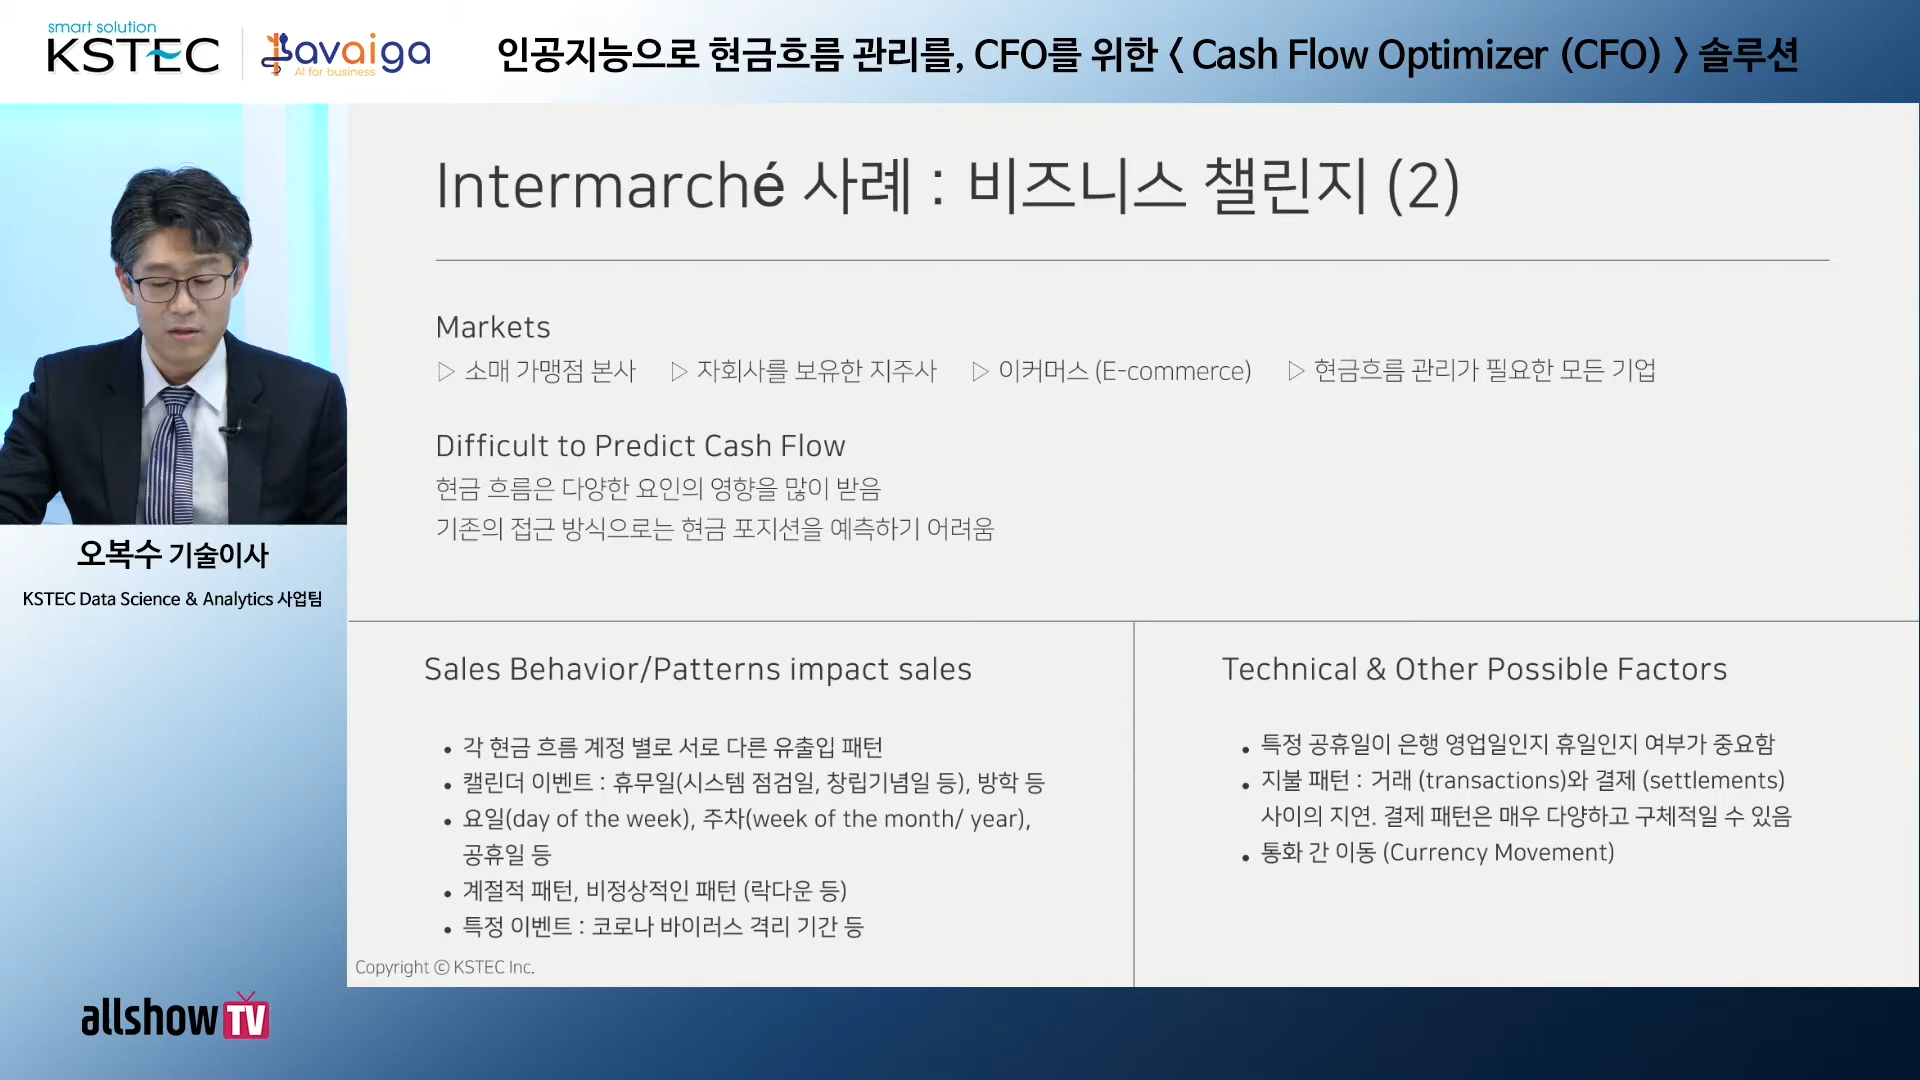 smart solution
KSTEC
avaiga
AI for business
인공지능으로 현금흐름 관리를, CFO를 위한 < Cash Flow Optimizer (CFO) > 솔루션
Intermarché 사례 : 비즈니스 챌린지 (2)
Markets
▷ 소매 가맹점 본사 ▷ 자회사를 보유한 지주사 ▷ 이커머스 (E-commerce) ▷ 현금흐름 관리가 필요한 모든 기업
Difficult to Predict Cash Flow
현금 흐름은 다양한 요인의 영향을 많이 받음
기존의 접근 방식으로는 현금 포지션을 예측하기 어려움
오복수 기술이사
KSTEC Data Science & Analytics 사업팀
Sales Behavior/Patterns impact sales
• 각 현금 흐름 계정 별로 서로 다른 유출입 패턴
• 캘린더 이벤트 : 휴무일(시스템 점검일, 창립기념일 등), 방학 등
• 요일(day of the week), 주차(week of the month/ year),
공휴일 등
• 계절적 패턴, 비정상적인 패턴 (락다운 등)
• 특정 이벤트 : 코로나 바이러스 격리 기간 등
Technical & Other Possible Factors
• 특정 공휴일이 은행 영업일인지 휴일인지 여부가 중요함
• 지불 패턴 : 거래 (transactions)와 결제 (settlements)
사이의 지연. 결제 패턴은 매우 다양하고 구체적일 수 있음
• 통화 간 이동 (Currency Movement)
Copyright ⓒ KSTEC Inc.
allshow TV